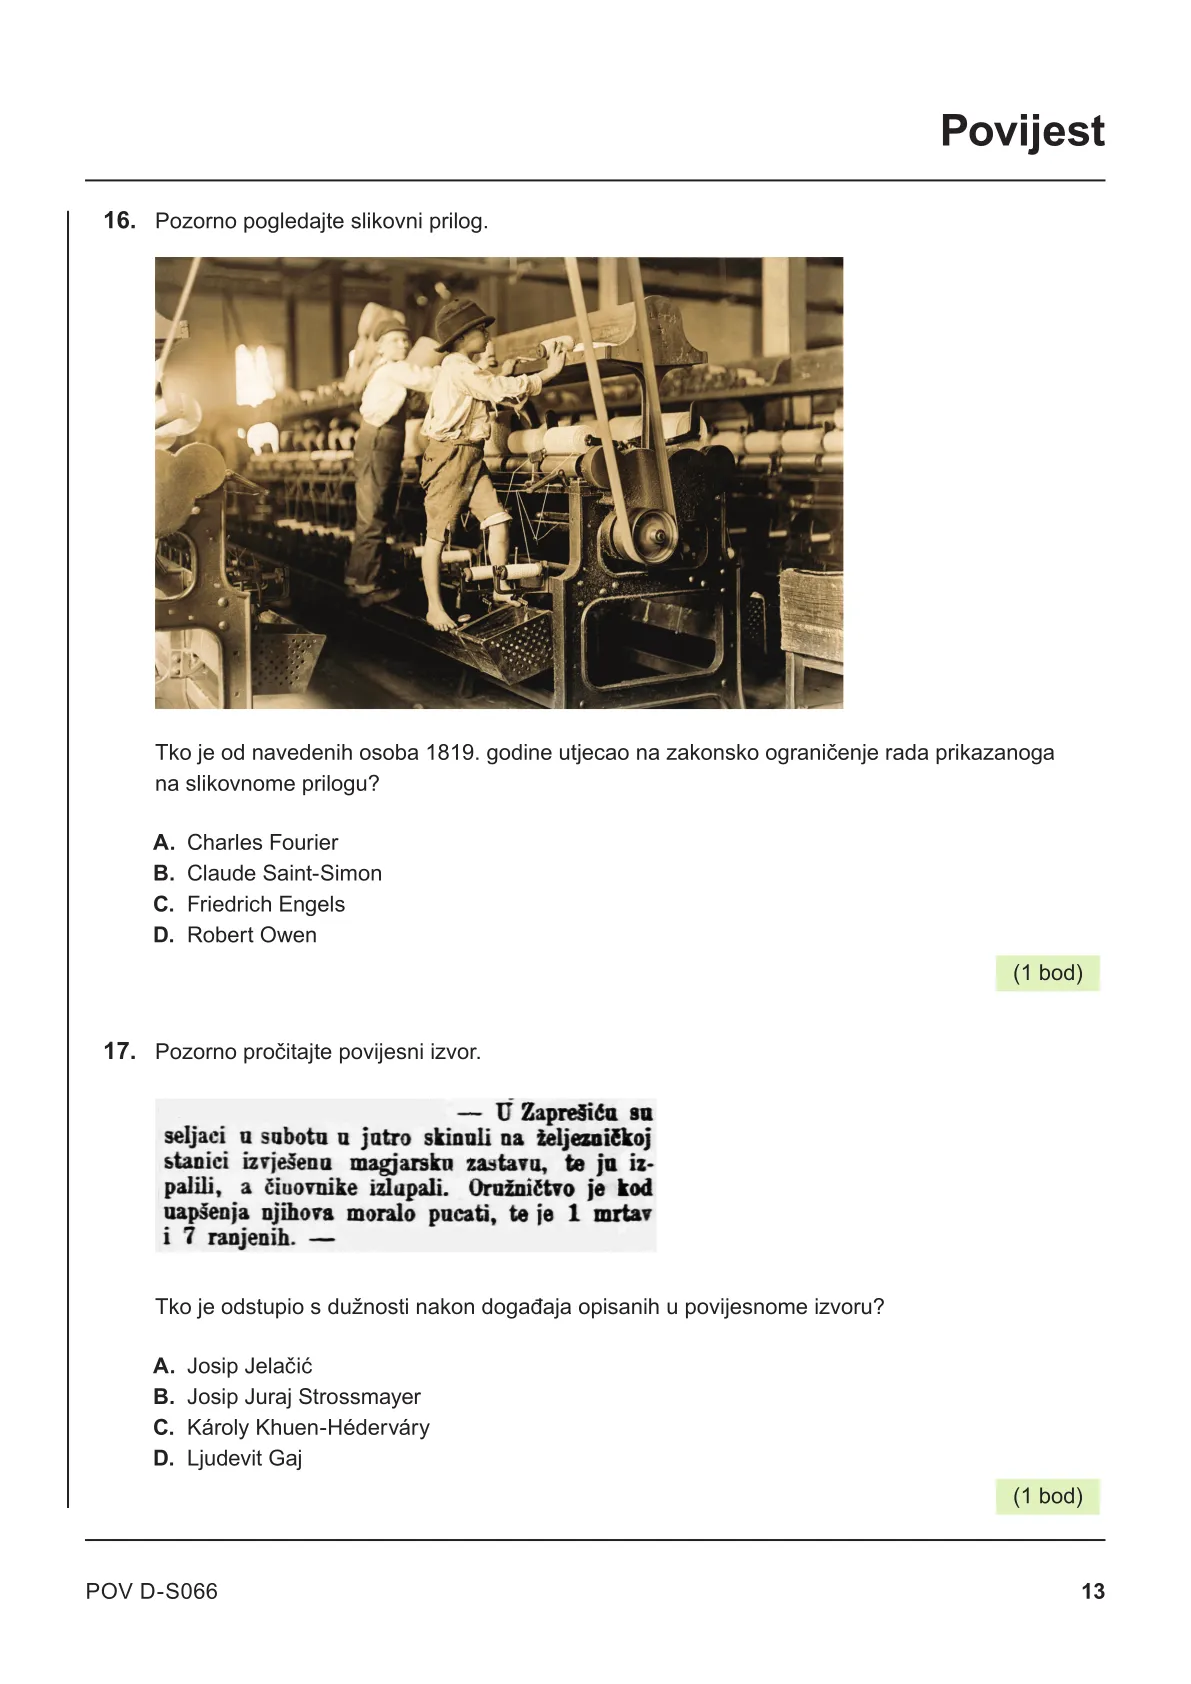 Povijest
16. Pozorno pogledajte slikovni prilog.
Tko je od navedenih osoba 1819. godine utjecao na zakonsko ograničenje rada prikazanoga
na slikovnome prilogu?
A. Charles Fourier
B. Claude Saint-Simon
C. Friedrich Engels
D. Robert Owen
(1 bod)
17. Pozorno pročitajte povijesni izvor.
— U Zaprešiću su
seljaci u subotu u jutro skinuli na željezničkoj
stanici izvješenu magjarsku zastavu, te ju iz-
palili, a činovnike izlupali. Oružničtvo je kod
uapšenja njihova moralo pucati, te je 1 mrtav
i 7 ranjenih. —
Tko je odstupio s dužnosti nakon događaja opisanih u povijesnome izvoru?
A. Josip Jelačić
B. Josip Juraj Strossmayer
C. Károly Khuen-Héderváry
D. Ljudevit Gaj
(1 bod)
POV D-S066
13